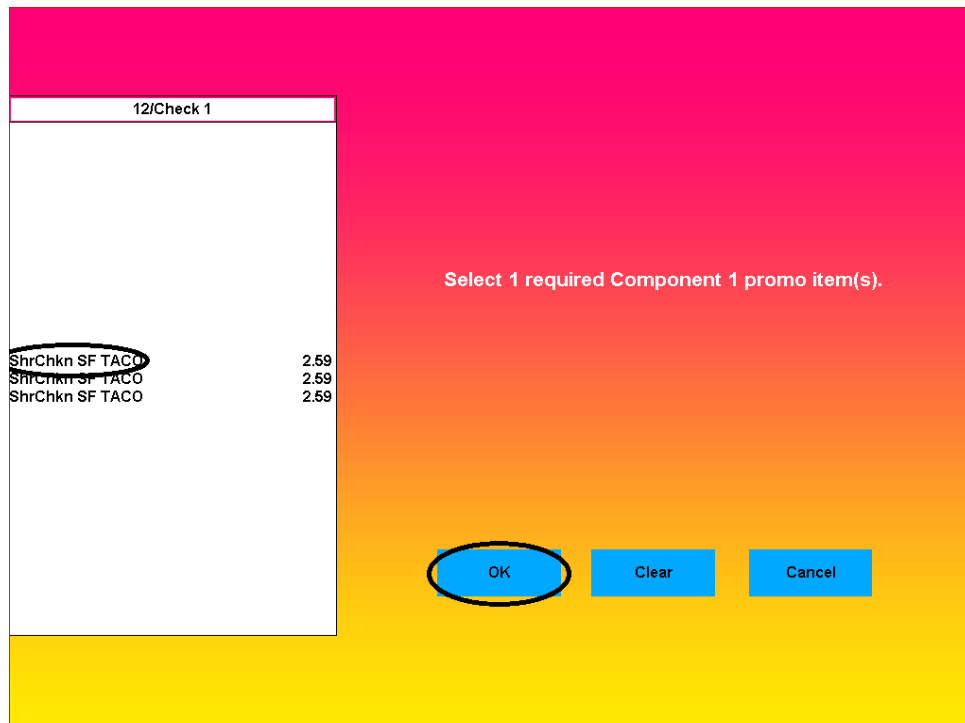 12/Check 1
Select 1 required Component 1 promo item(s).
ShrChkn SF TACO 2.59
ShrChkn SF TACO 2.59
ShrChkn SF TACO 2.59
OK Clear Cancel